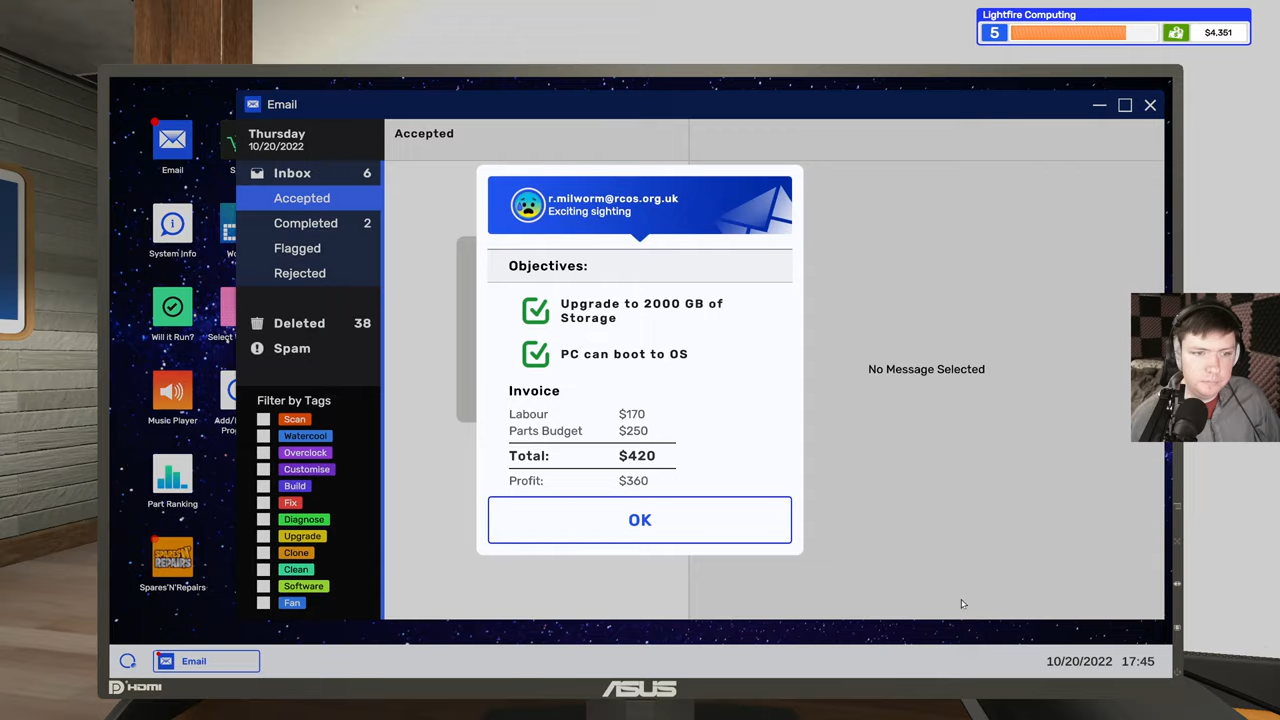 Lightfire Computing
5
$4,351
Email
Thursday
10/20/2022
Inbox 6
Accepted
Completed 2
Flagged
Rejected
Deleted 38
Spam
Filter by Tags
Scan
Watercool
Overclock
Customise
Build
Fix
Diagnose
Upgrade
Clone
Clean
Software
Fan
Email
System Info
Will it Run?
Music Player
Part Ranking
Spares'N'Repairs
SPARES'N'REPAIRS
Accepted
r.milworm@rcos.org.uk
Exciting sighting
Objectives:
Upgrade to 2000 GB of
Storage
PC can boot to OS
Invoice
Labour $170
Parts Budget $250
Total: $420
Profit: $360
OK
No Message Selected
Email
10/20/2022 17:45
HDMI
ASUS